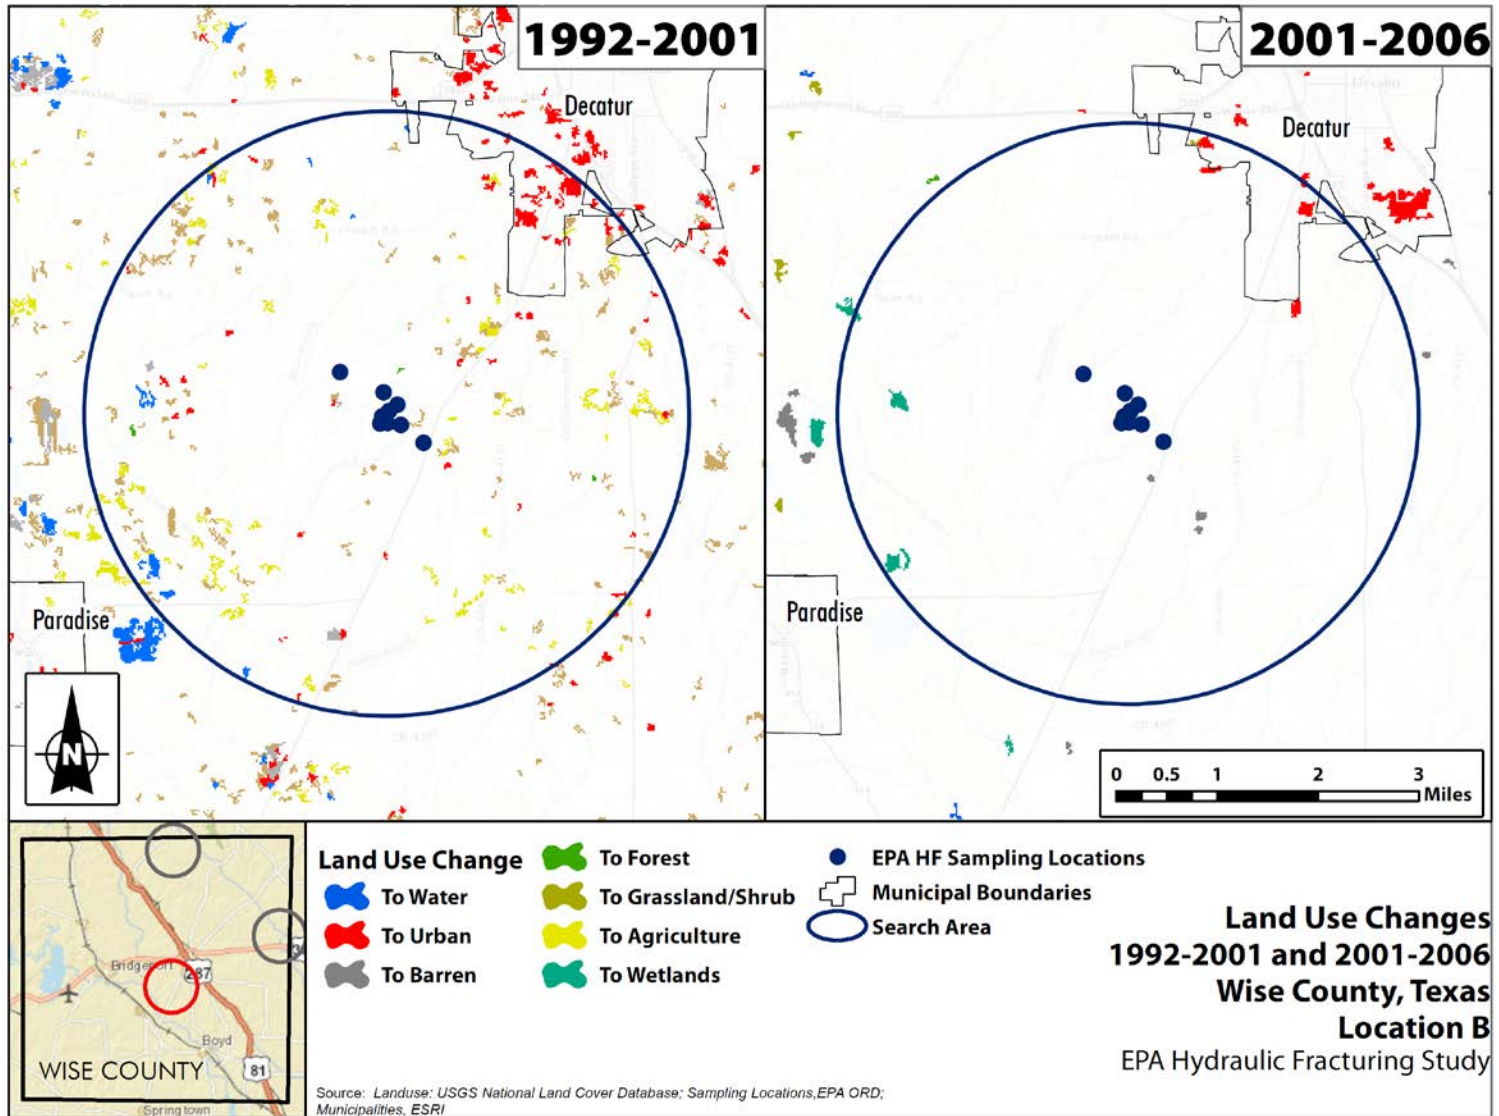 1992-2001
2001-2006
Decatur
Decatur
Paradise
Paradise
N
0 0.5 1 2 3
Miles
Bridgeport
287
Boyd
81
WISE COUNTY
Springtown
Land Use Change
To Water
To Urban
To Barren
To Forest
To Grassland/Shrub
To Agriculture
To Wetlands
EPA HF Sampling Locations
Municipal Boundaries
Search Area
Land Use Changes
1992-2001 and 2001-2006
Wise County, Texas
Location B
EPA Hydraulic Fracturing Study
Source: Landuse: USGS National Land Cover Database; Sampling Locations,EPA ORD;
Municipalities, ESRI